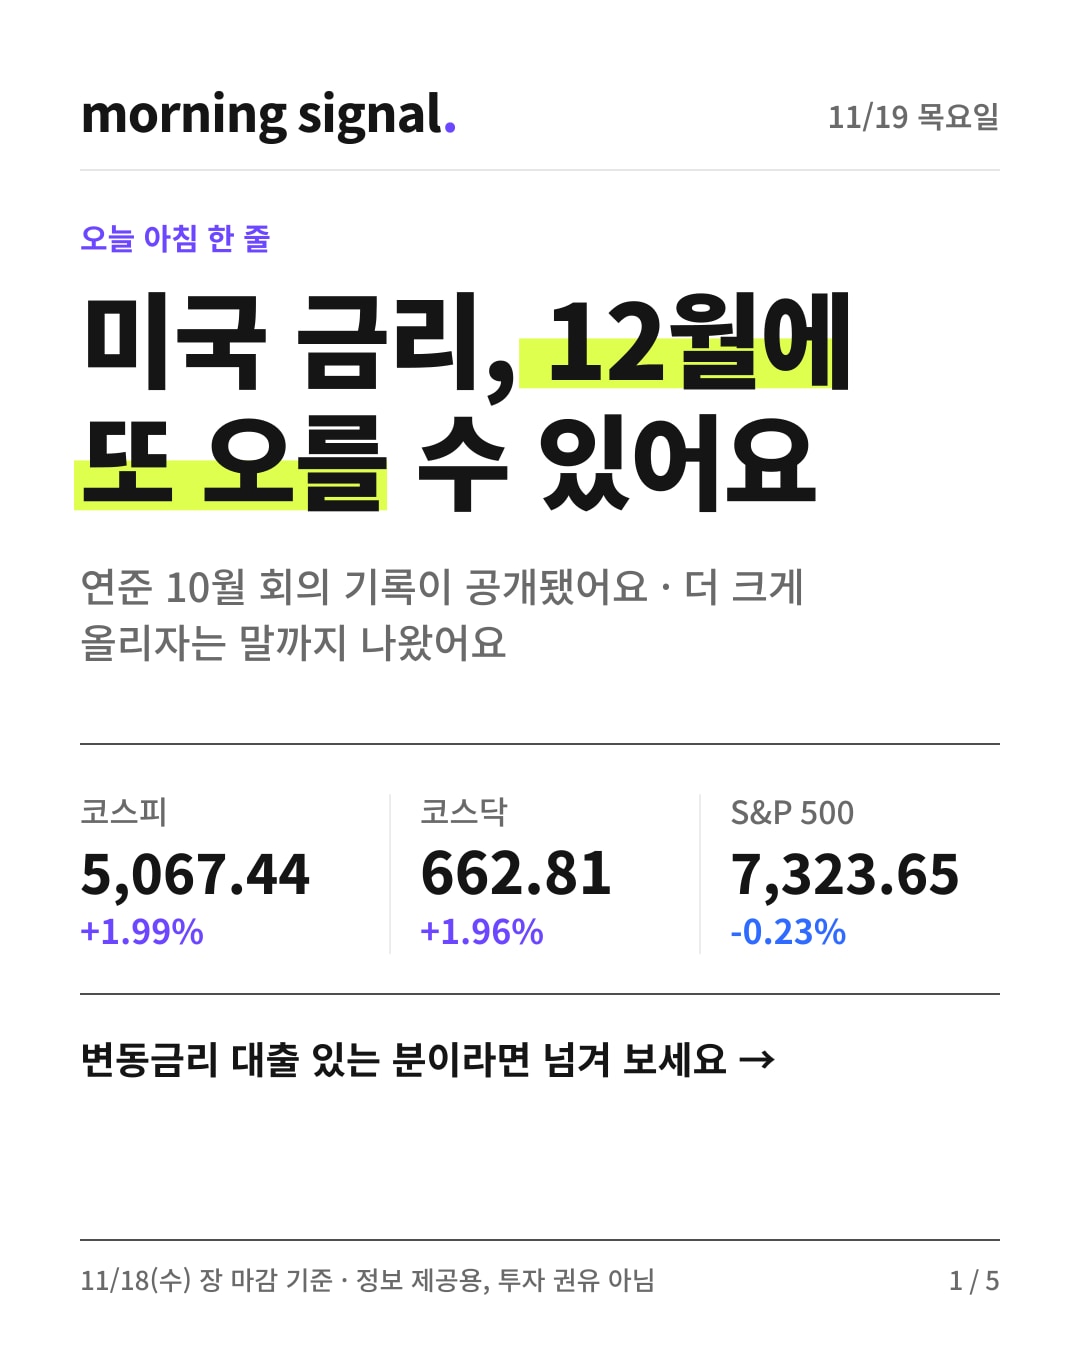 morning signal.
11/19 목요일
오늘 아침 한 줄
미국 금리, 12월에
또 오를 수 있어요
연준 10월 회의 기록이 공개됐어요 · 더 크게
올리자는 말까지 나왔어요
코스피
5,067.44
+1.99%
코스닥
662.81
+1.96%
S&P 500
7,323.65
-0.23%
변동금리 대출 있는 분이라면 넘겨 보세요 →
11/18(수) 장 마감 기준 · 정보 제공용, 투자 권유 아님
1 / 5